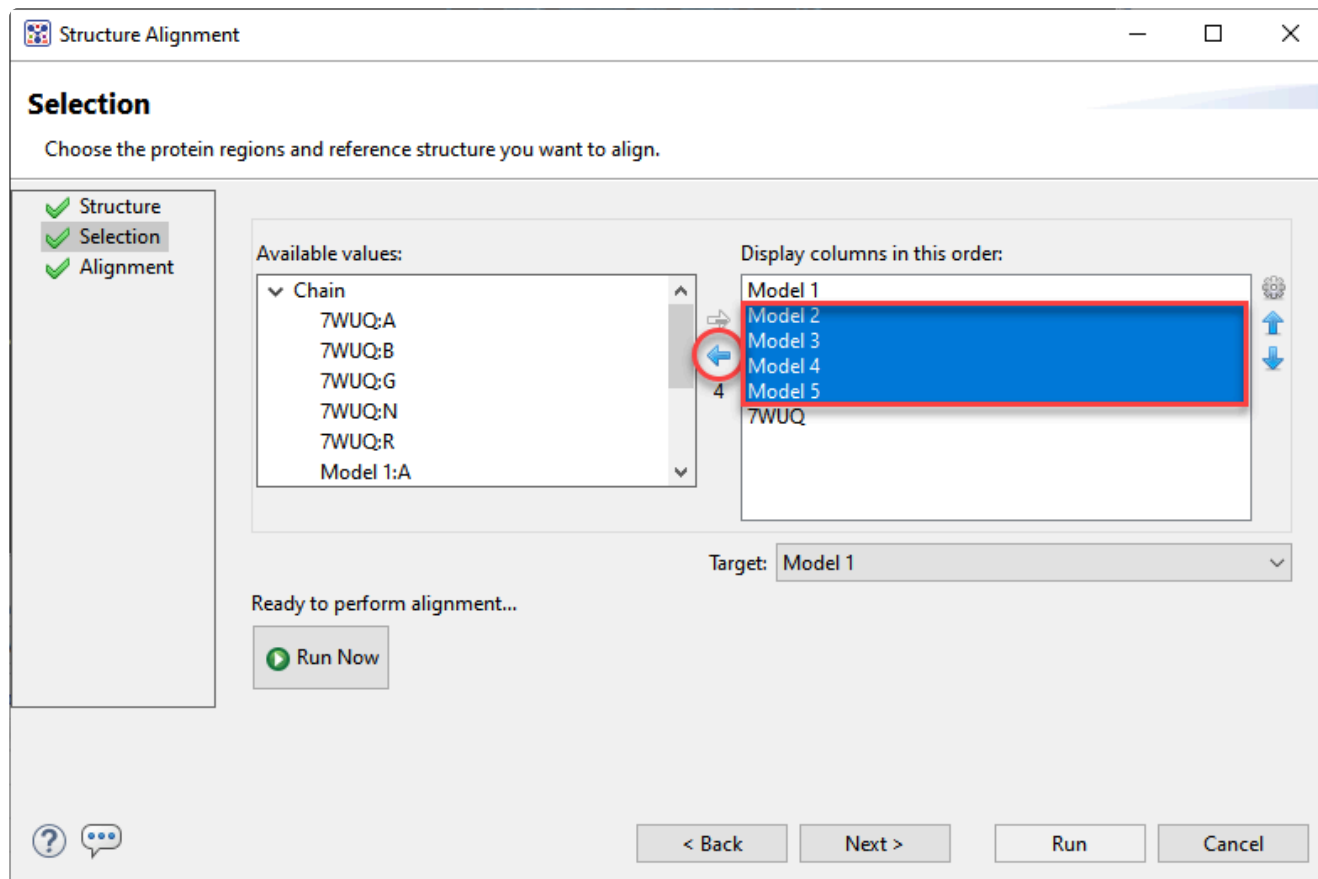 Structure Alignment
Selection
Choose the protein regions and reference structure you want to align.
Structure
Selection
Alignment
Available values:
Chain
7WUQ:A
7WUQ:B
7WUQ:G
7WUQ:N
7WUQ:R
Model 1:A
4
Display columns in this order:
Model 1
Model 2
Model 3
Model 4
Model 5
7WUQ
Target: Model 1
Ready to perform alignment...
Run Now
< Back Next > Run Cancel